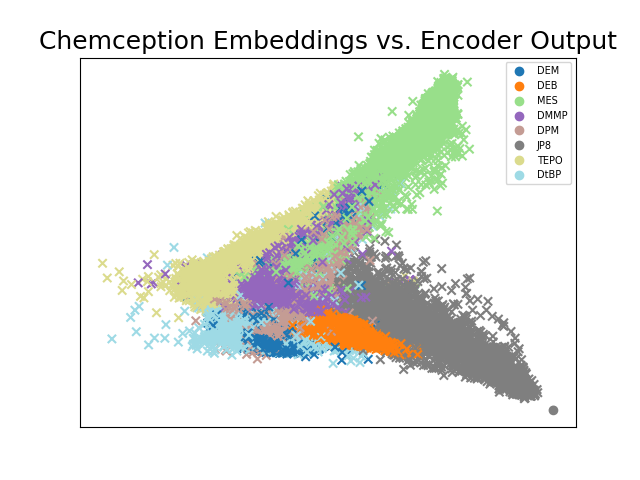 Chemception Embeddings vs. Encoder Output
DEM
DEB
MES
DMMP
DPM
JP8
TEPO
DtBP